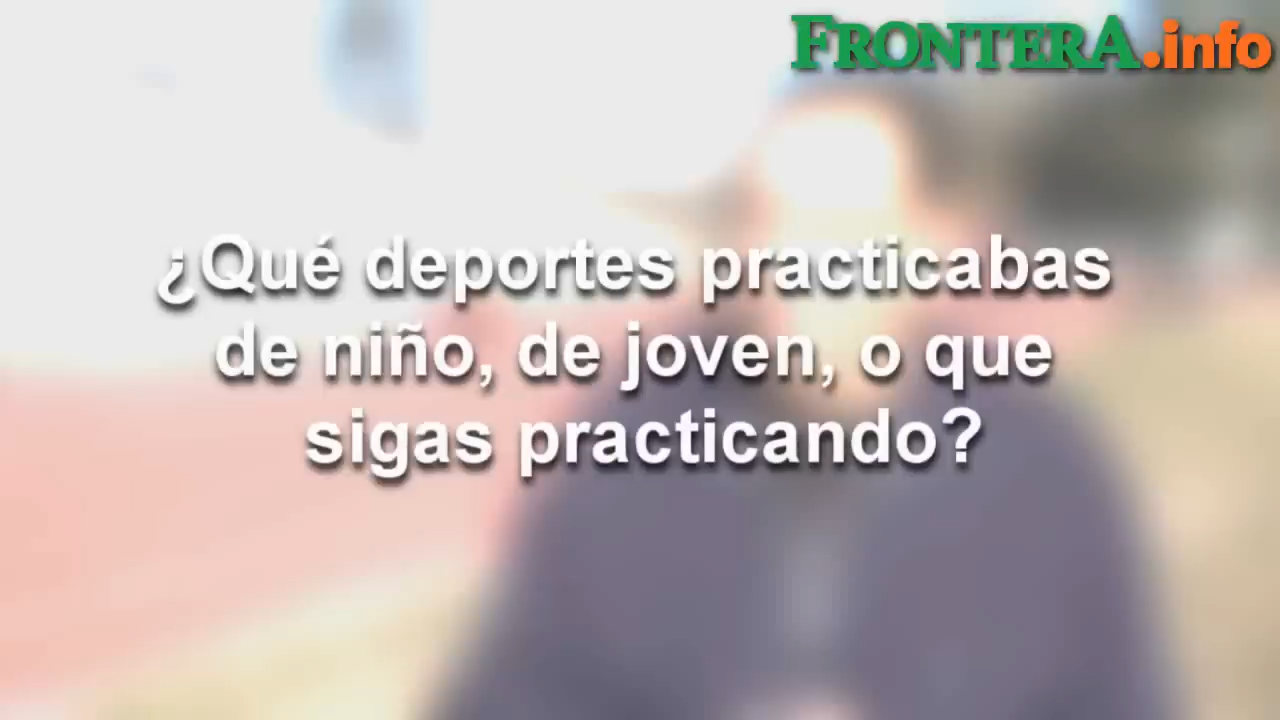 FRONTERA.info
¿Qué deportes practicabas
de niño, de joven, o que
sigas practicando?